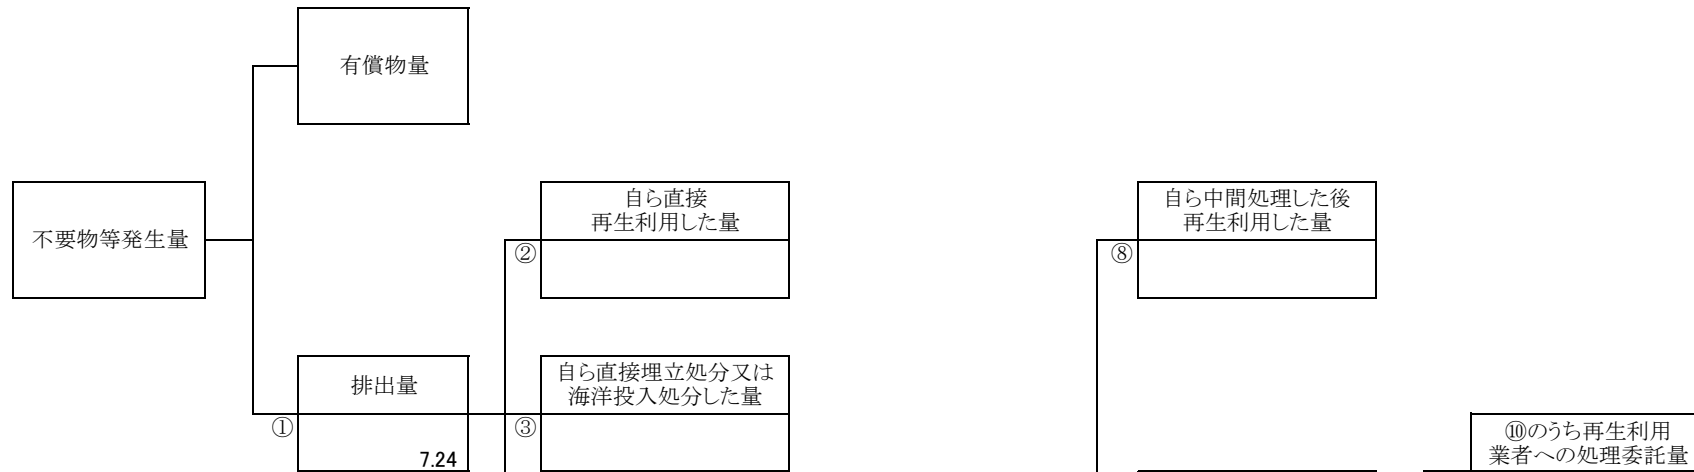 有償物量
不要物等発生量
自ら直接
再生利用した量
②
自ら中間処理した後
再生利用した量
⑧
排出量
①
7.24
自ら直接埋立処分又は
海洋投入処分した量
③
⑩のうち再生利用
業者への処理委託量